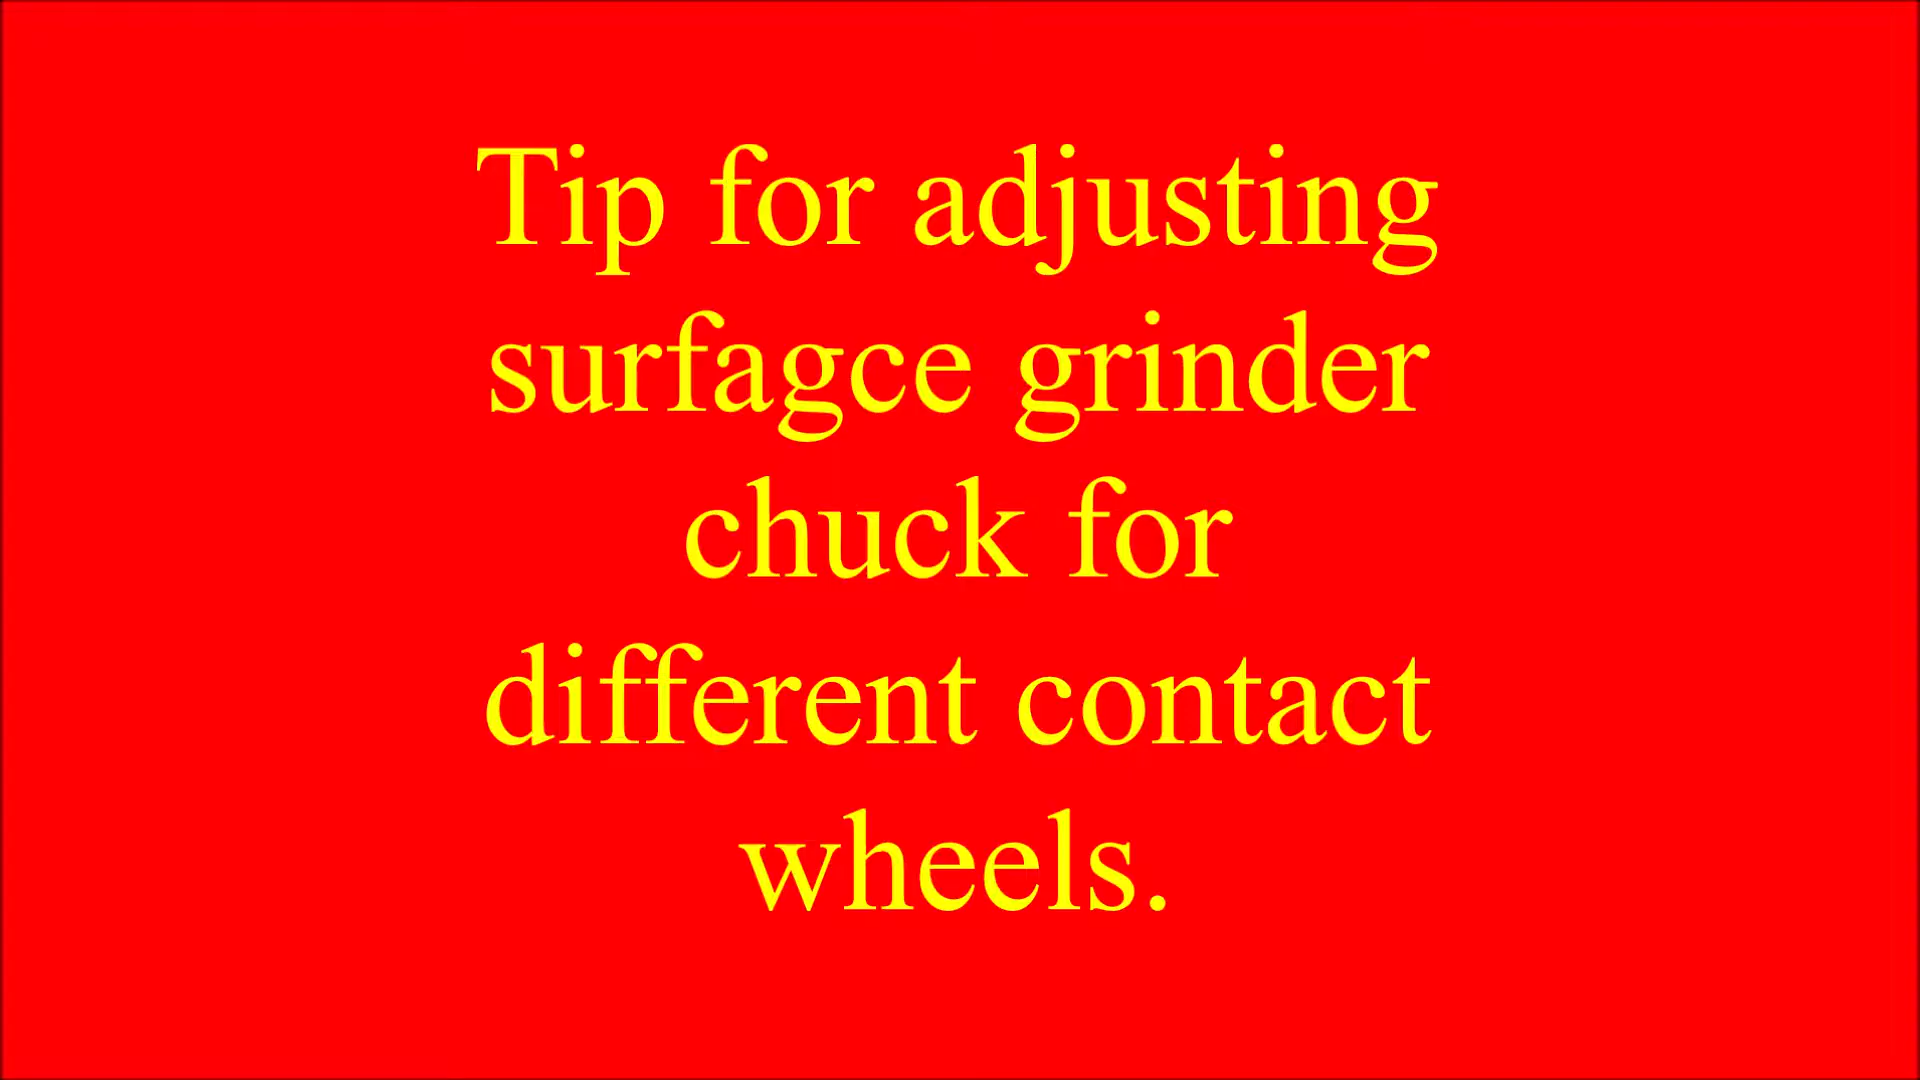 Tip for adjusting
surfagce grinder
chuck for
different contact
wheels.